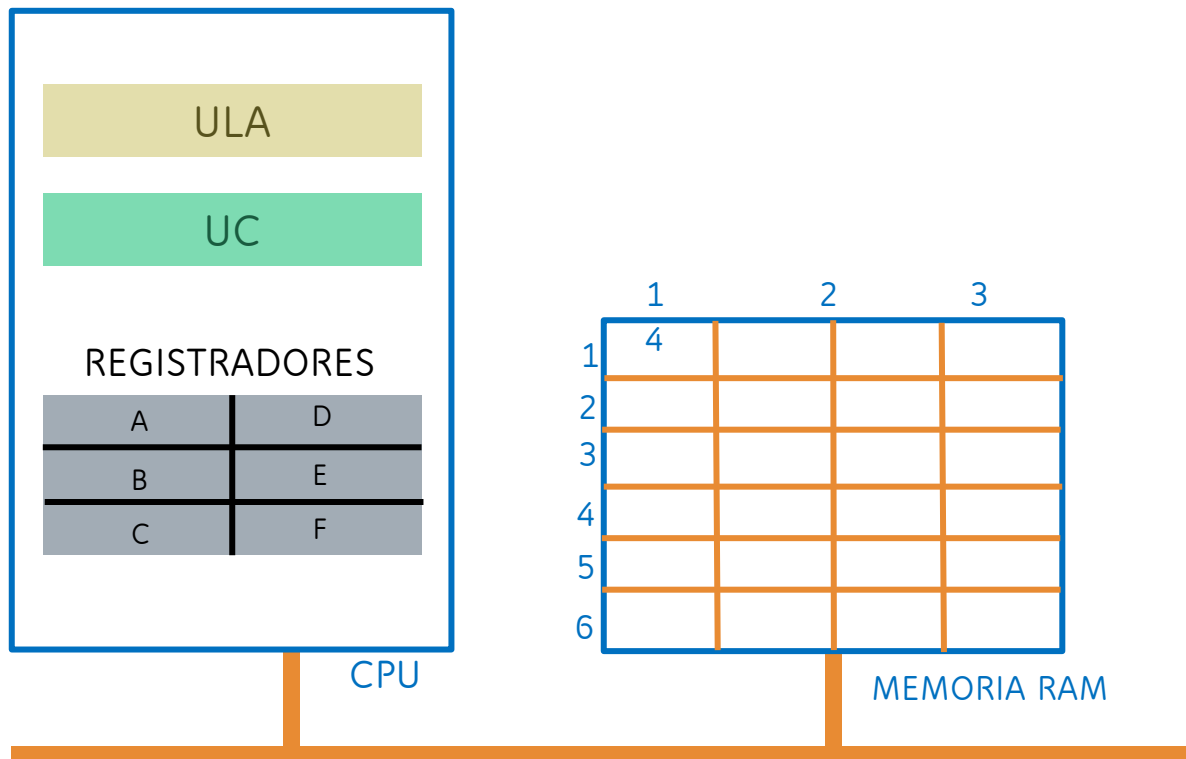 ULA
UC
REGISTRADORES
A D
B E
C F
CPU
1 2 3
4
1
2
3
4
5
6
MEMORIA RAM